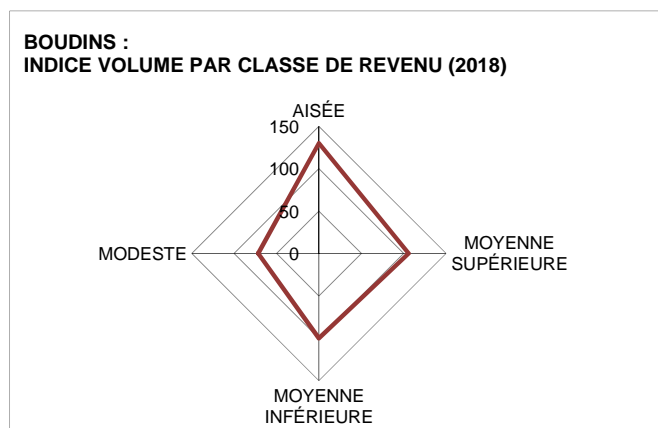 BOUDINS :
INDICE VOLUME PAR CLASSE DE REVENU (2018)
AISÉE
150
100
50
0
MODESTE
MOYENNE
SUPÉRIEURE
MOYENNE
INFÉRIEURE